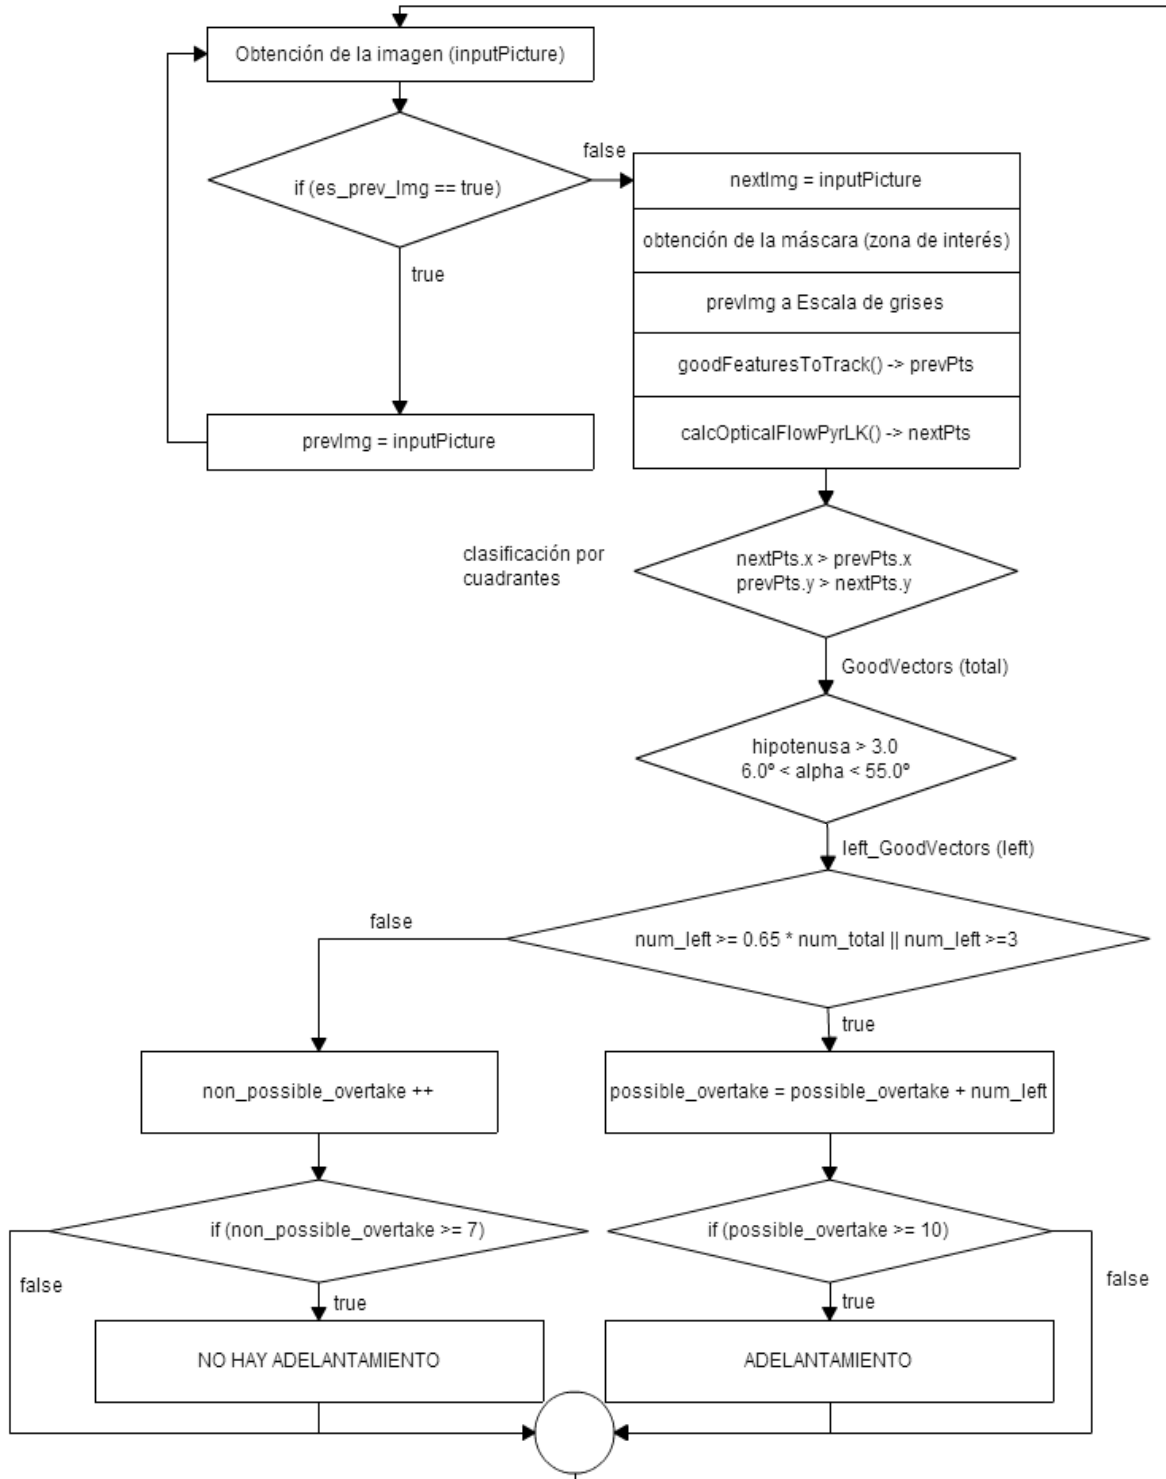 Obtención de la imagen (inputPicture)
if (es_prev_Img == true)
false
true
prevImg = inputPicture
nextImg = inputPicture
obtención de la máscara (zona de interés)
prevImg a Escala de grises
goodFeaturesToTrack() -> prevPts
calcOpticalFlowPyrLK() -> nextPts
clasificación por
cuadrantes
nextPts.x > prevPts.x
prevPts.y > nextPts.y
GoodVectors (total)
hipotenusa > 3.0
6.0º < alpha < 55.0º
left_GoodVectors (left)
num_left >= 0.65 * num_total || num_left >=3
false
true
non_possible_overtake ++
possible_overtake = possible_overtake + num_left
if (non_possible_overtake >= 7)
if (possible_overtake >= 10)
false
true
true
false
NO HAY ADELANTAMIENTO
ADELANTAMIENTO